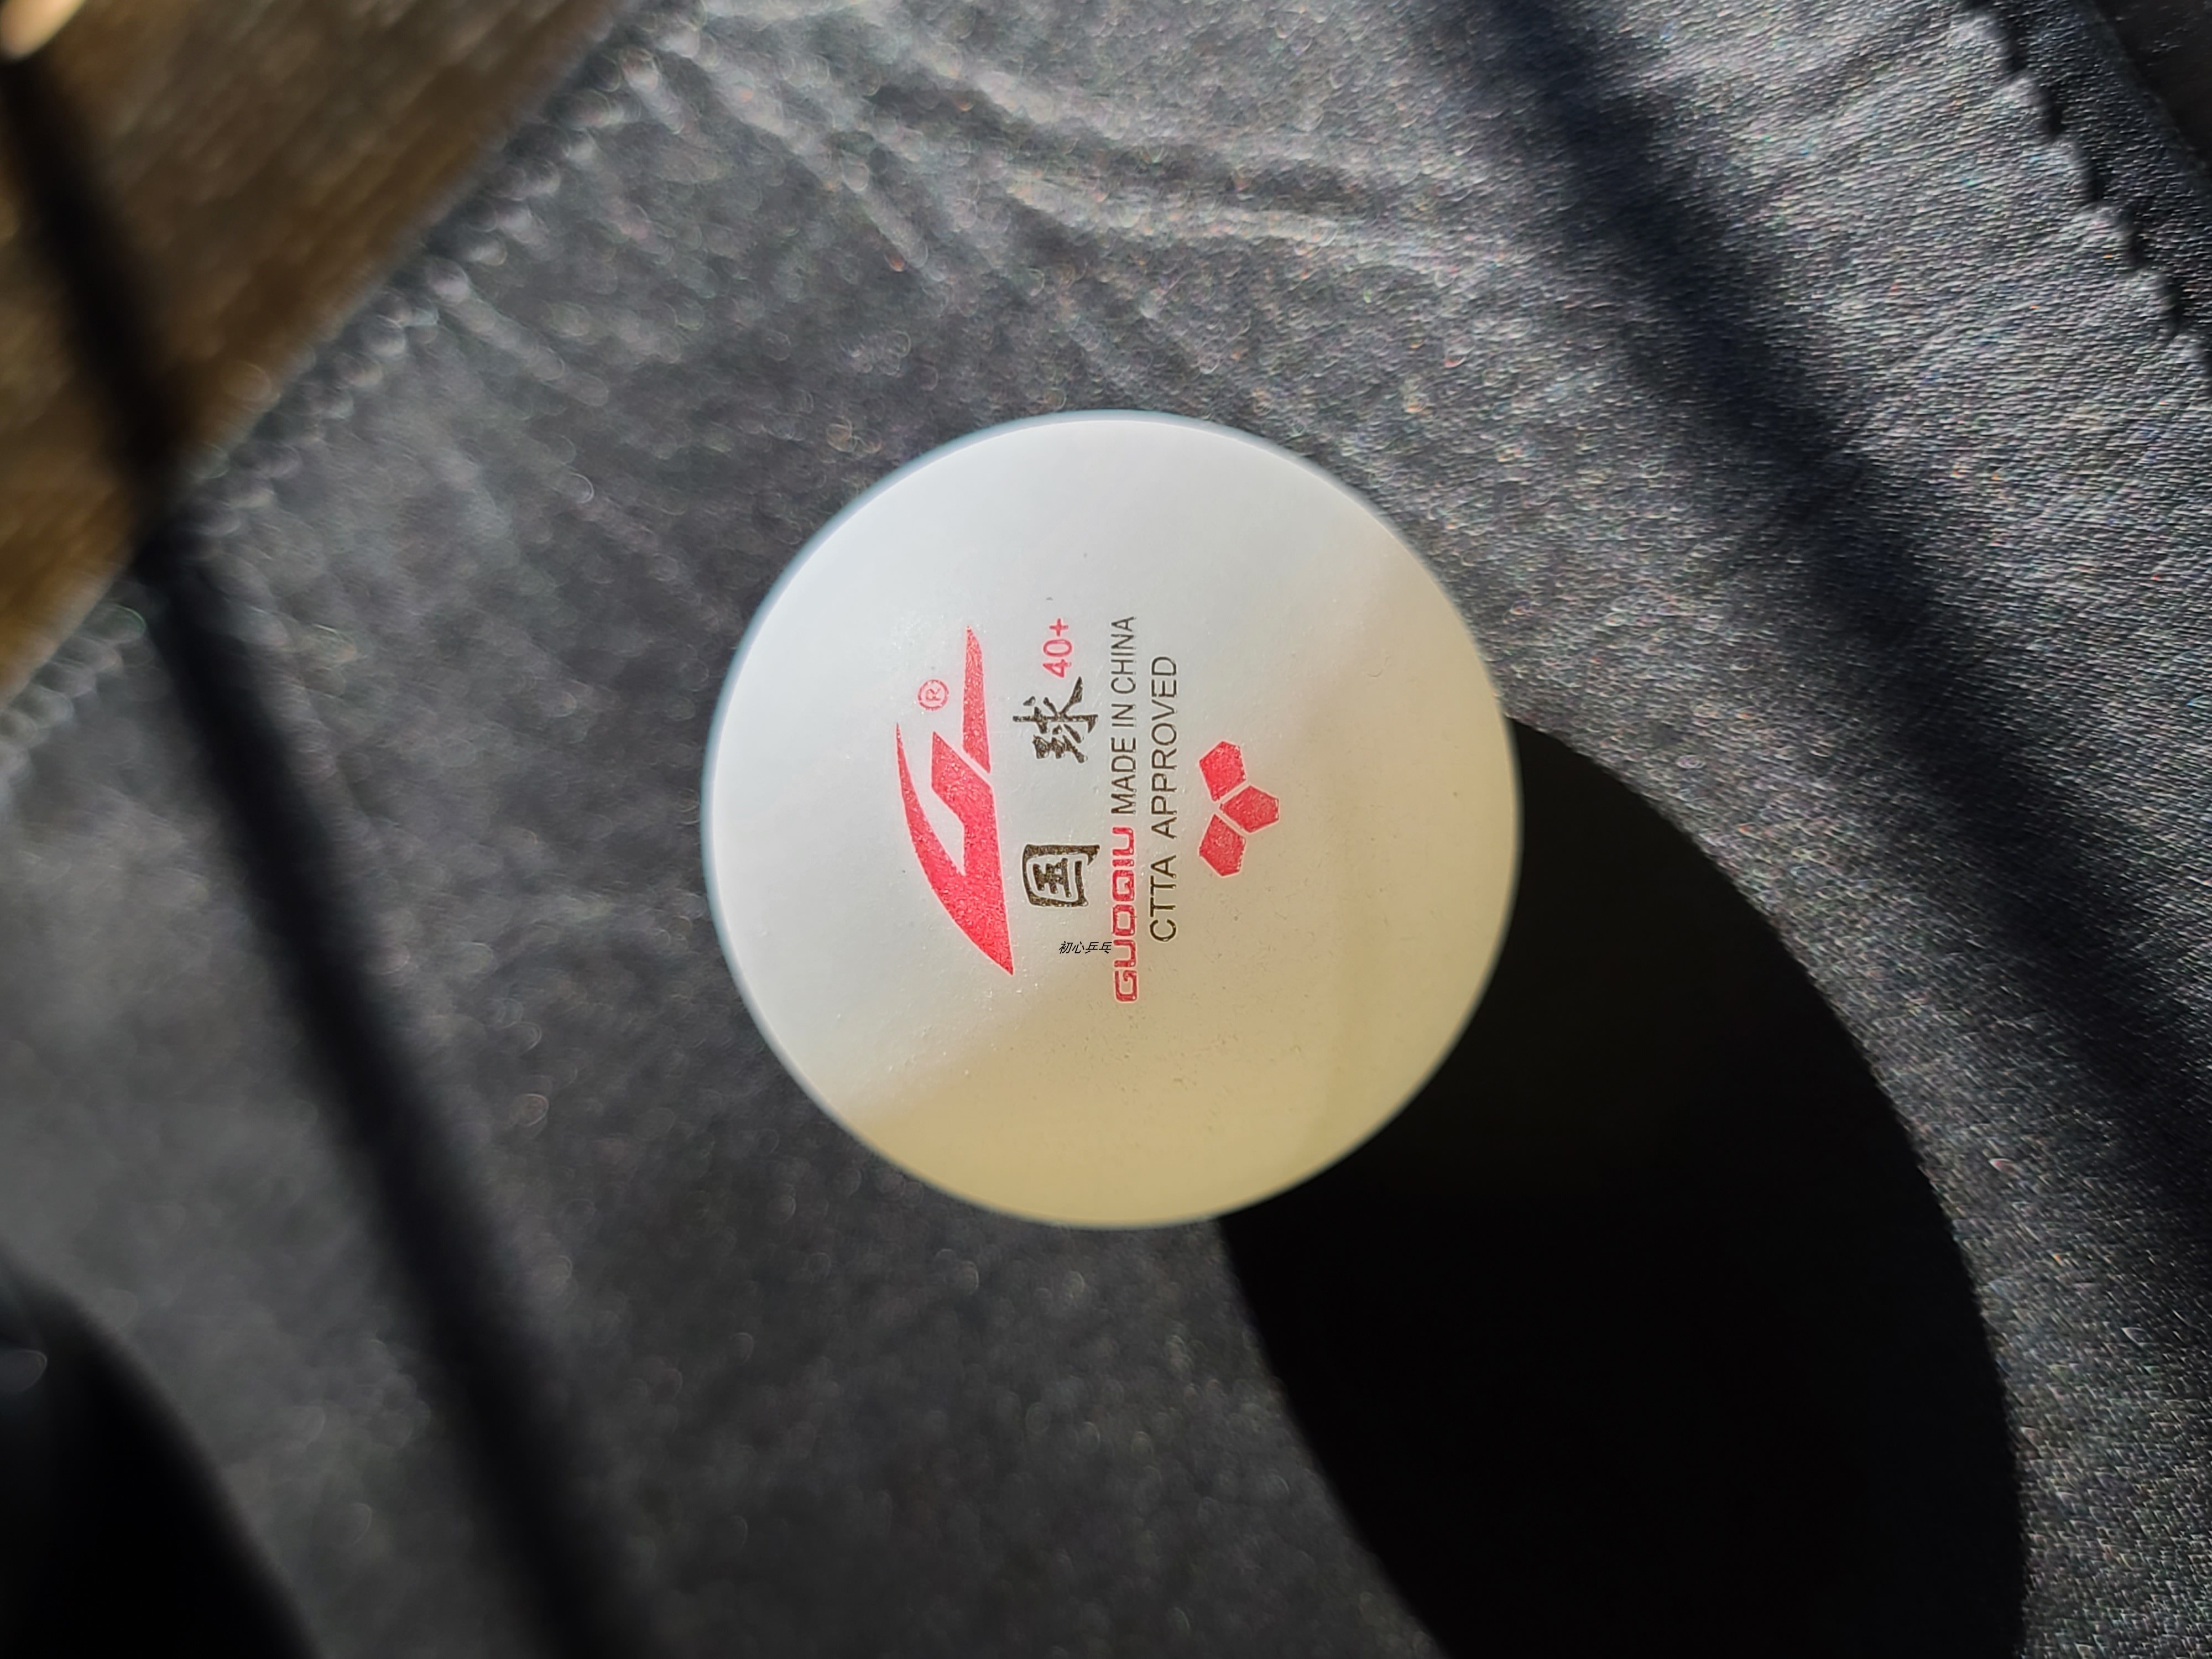 ®
国球 40+
GUOQIU MADE IN CHINA
CTTA APPROVED
初心乒乓